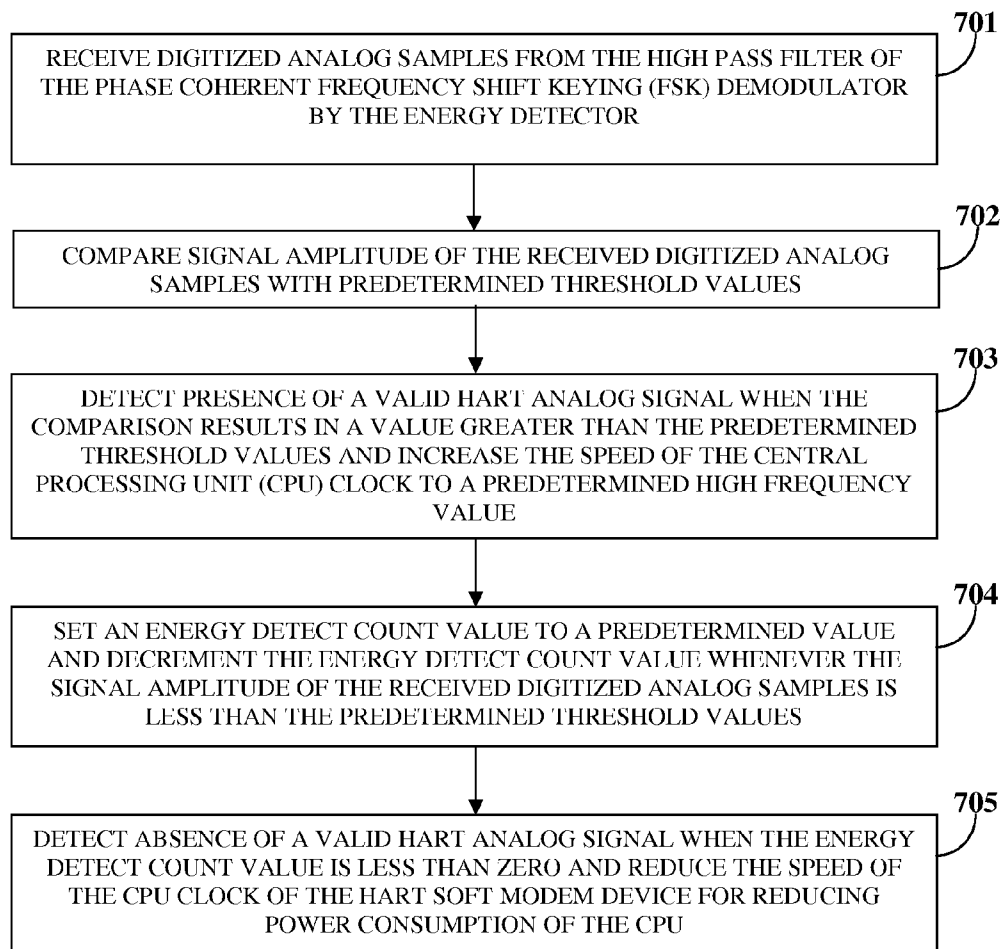 701
RECEIVE DIGITIZED ANALOG SAMPLES FROM THE HIGH PASS FILTER OF
THE PHASE COHERENT FREQUENCY SHIFT KEYING (FSK) DEMODULATOR
BY THE ENERGY DETECTOR
702
COMPARE SIGNAL AMPLITUDE OF THE RECEIVED DIGITIZED ANALOG
SAMPLES WITH PREDETERMINED THRESHOLD VALUES
703
DETECT PRESENCE OF A VALID HART ANALOG SIGNAL WHEN THE
COMPARISON RESULTS IN A VALUE GREATER THAN THE PREDETERMINED
THRESHOLD VALUES AND INCREASE THE SPEED OF THE CENTRAL
PROCESSING UNIT (CPU) CLOCK TO A PREDETERMINED HIGH FREQUENCY
VALUE
704
SET AN ENERGY DETECT COUNT VALUE TO A PREDETERMINED VALUE
AND DECREMENT THE ENERGY DETECT COUNT VALUE WHENEVER THE
SIGNAL AMPLITUDE OF THE RECEIVED DIGITIZED ANALOG SAMPLES IS
LESS THAN THE PREDETERMINED THRESHOLD VALUES
705
DETECT ABSENCE OF A VALID HART ANALOG SIGNAL WHEN THE ENERGY
DETECT COUNT VALUE IS LESS THAN ZERO AND REDUCE THE SPEED OF
THE CPU CLOCK OF THE HART SOFT MODEM DEVICE FOR REDUCING
POWER CONSUMPTION OF THE CPU